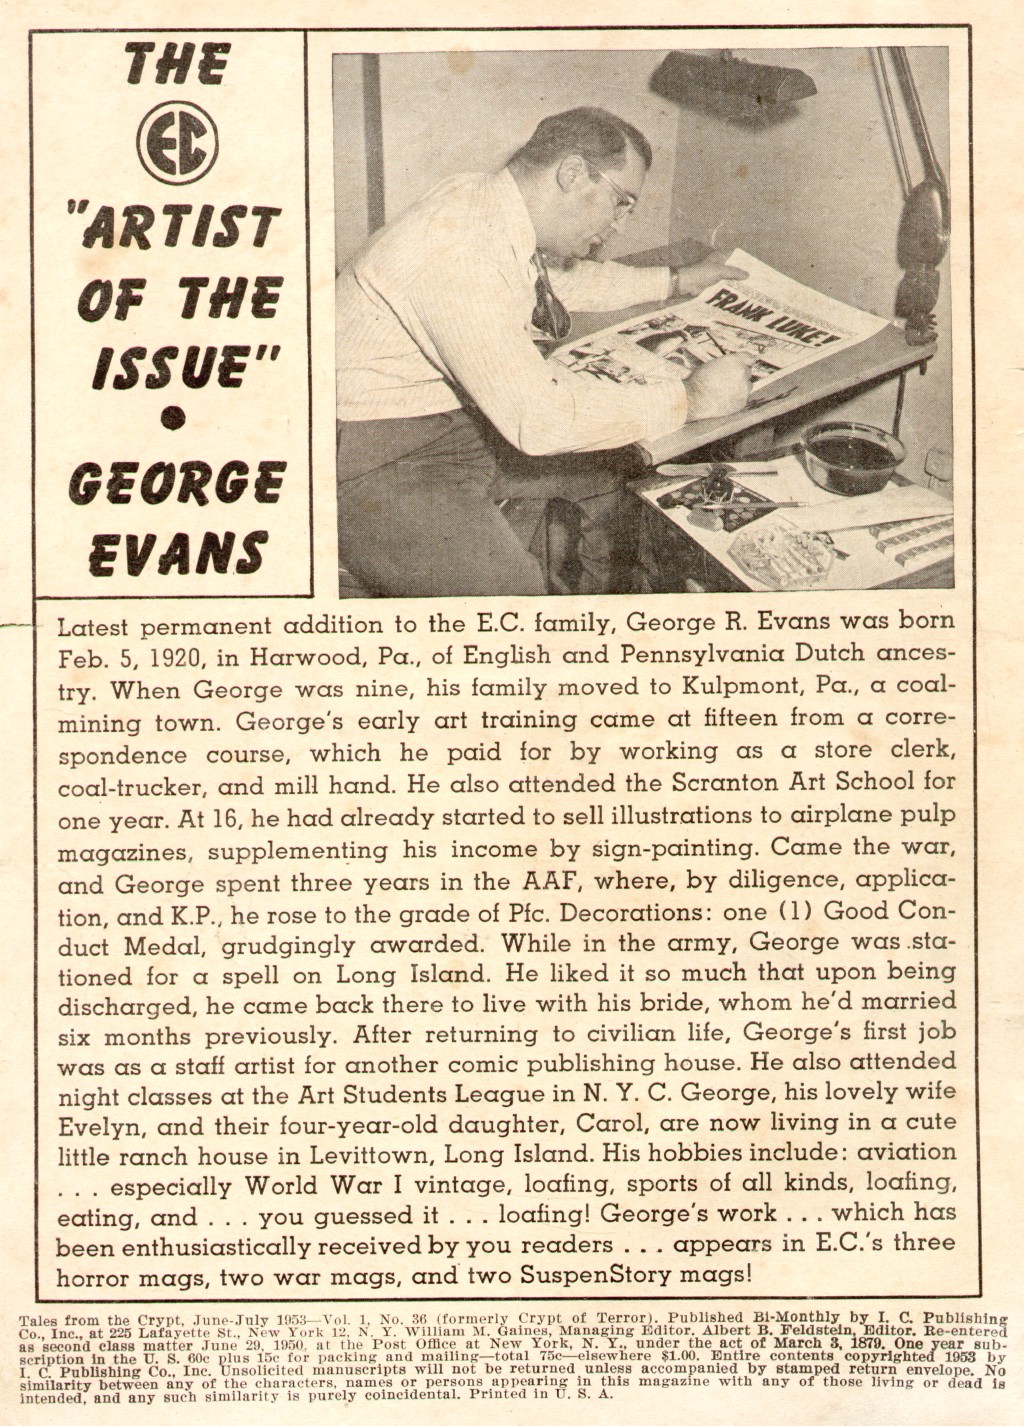 THE
EC
"ARTIST
OF THE
ISSUE"
•
GEORGE
EVANS
FRANK LUKE!
Latest permanent addition to the E.C. family, George R. Evans was born
Feb. 5, 1920, in Harwood, Pa., of English and Pennsylvania Dutch ances-
try. When George was nine, his family moved to Kulpmont, Pa., a coal-
mining town. George's early art training came at fifteen from a corre-
spondence course, which he paid for by working as a store clerk,
coal-trucker, and mill hand. He also attended the Scranton Art School for
one year. At 16, he had already started to sell illustrations to airplane pulp
magazines, supplementing his income by sign-painting. Came the war,
and George spent three years in the AAF, where, by diligence, applica-
tion, and K.P., he rose to the grade of Pfc. Decorations: one (1) Good Con-
duct Medal, grudgingly awarded. While in the army, George was sta-
tioned for a spell on Long Island. He liked it so much that upon being
discharged, he came back there to live with his bride, whom he'd married
six months previously. After returning to civilian life, George's first job
was as a staff artist for another comic publishing house. He also attended
night classes at the Art Students League in N. Y. C. George, his lovely wife
Evelyn, and their four-year-old daughter, Carol, are now living in a cute
little ranch house in Levittown, Long Island. His hobbies include: aviation
. . . especially World War I vintage, loafing, sports of all kinds, loafing,
eating, and . . . you guessed it . . . loafing! George's work . . . which has
been enthusiastically received by you readers . . . appears in E.C.'s three
horror mags, two war mags, and two SuspenStory mags!
Tales from the Crypt, June-July 1953—Vol. 1, No. 36 (formerly Crypt of Terror). Published Bi-Monthly by I. C. Publishing
Co., Inc., at 225 Lafayette St., New York 12, N. Y. William M. Gaines, Managing Editor. Albert B. Feldstein, Editor. Re-entered
as second class matter June 29, 1950, at the Post Office at New York, N. Y., under the act of March 3, 1879. One year sub-
scription in the U. S. 60c plus 15c for packing and mailing—total 75c—elsewhere $1.00. Entire contents copyrighted 1953 by
I. C. Publishing Co., Inc. Unsolicited manuscripts will not be returned unless accompanied by stamped return envelope. No
similarity between any of the characters, names or persons appearing in this magazine with any of those living or dead is
intended, and any such similarity is purely coincidental. Printed in U. S. A.